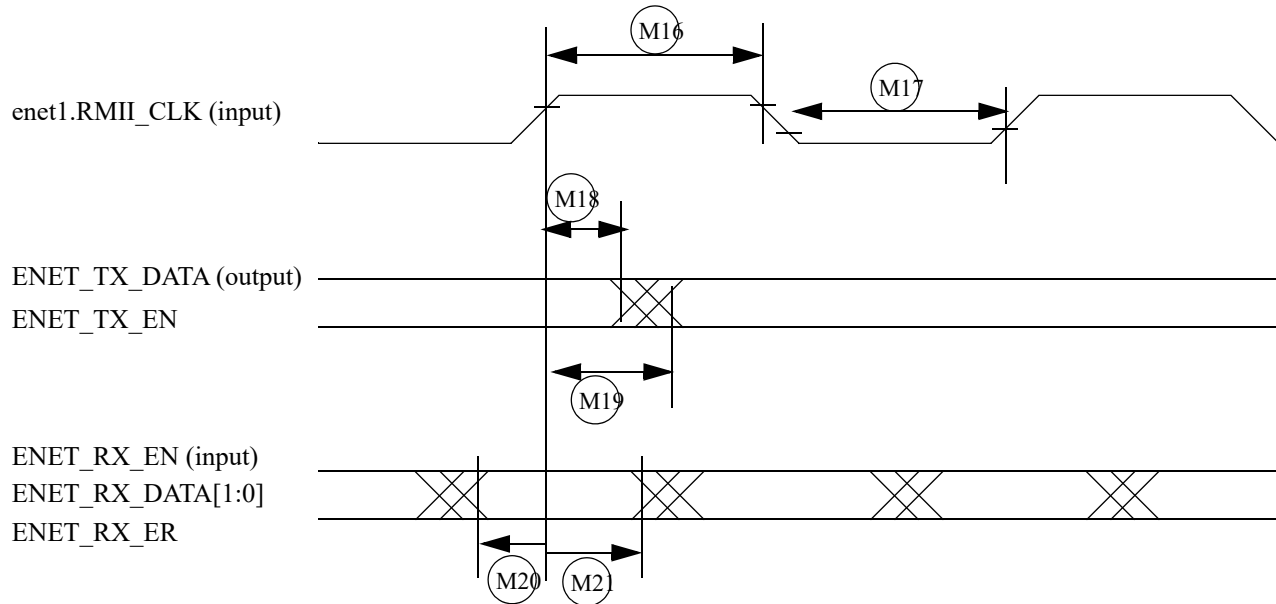 M16
enet1.RMII_CLK (input)
M17
M18
ENET_TX_DATA (output)
ENET_TX_EN
M19
ENET_RX_EN (input)
ENET_RX_DATA[1:0]
ENET_RX_ER
M20
M21